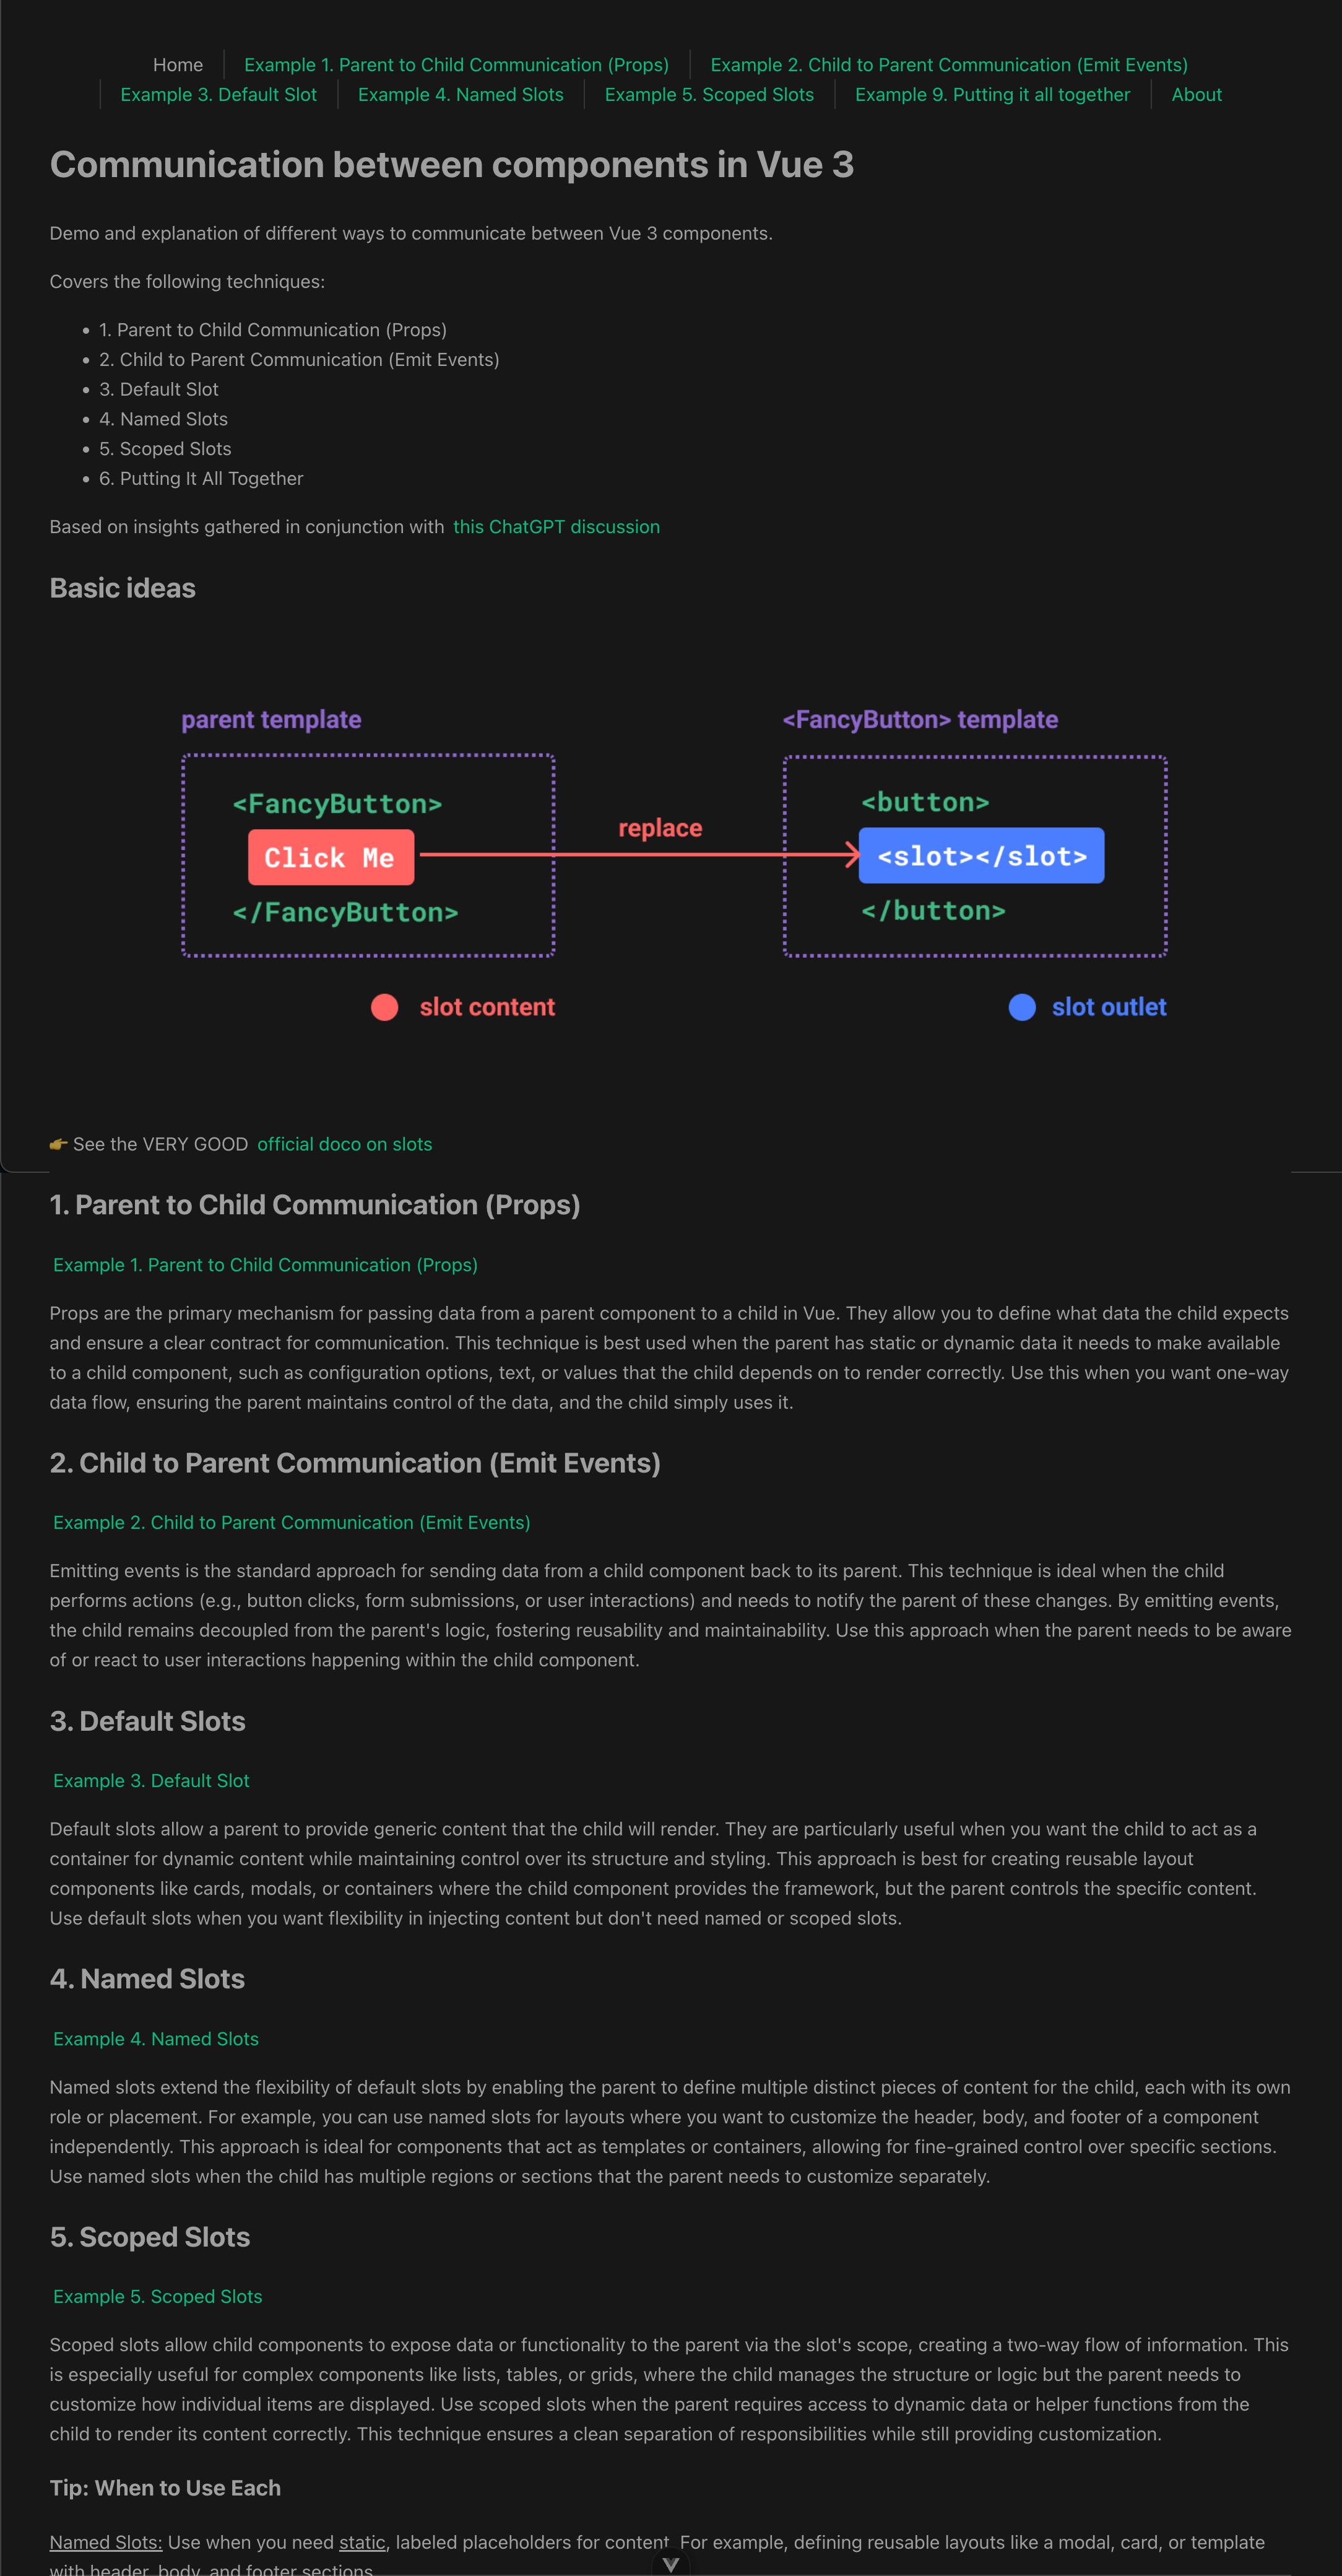 Home
Example 1. Parent to Child Communication (Props)
Example 2. Child to Parent Communication (Emit Events)
Example 3. Default Slot
Example 4. Named Slots
Example 5. Scoped Slots
Example 9. Putting it all together
About
Communication between components in Vue 3
Demo and explanation of different ways to communicate between Vue 3 components.
Covers the following techniques:
• 1. Parent to Child Communication (Props)
• 2. Child to Parent Communication (Emit Events)
• 3. Default Slot
• 4. Named Slots
• 5. Scoped Slots
• 6. Putting It All Together
Based on insights gathered in conjunction with this ChatGPT discussion
Basic ideas
parent template
<FancyButton>
Click Me
</FancyButton>
slot content
replace
<FancyButton> template
<button>
<slot></slot>
</button>
slot outlet
👉 See the VERY GOOD official doco on slots
1. Parent to Child Communication (Props)
Example 1. Parent to Child Communication (Props)
Props are the primary mechanism for passing data from a parent component to a child in Vue. They allow you to define what data the child expects
and ensure a clear contract for communication. This technique is best used when the parent has static or dynamic data it needs to make available
to a child component, such as configuration options, text, or values that the child depends on to render correctly. Use this when you want one-way
data flow, ensuring the parent maintains control of the data, and the child simply uses it.
2. Child to Parent Communication (Emit Events)
Example 2. Child to Parent Communication (Emit Events)
Emitting events is the standard approach for sending data from a child component back to its parent. This technique is ideal when the child
performs actions (e.g., button clicks, form submissions, or user interactions) and needs to notify the parent of these changes. By emitting events,
the child remains decoupled from the parent's logic, fostering reusability and maintainability. Use this approach when the parent needs to be aware
of or react to user interactions happening within the child component.
3. Default Slots
Example 3. Default Slot
Default slots allow a parent to provide generic content that the child will render. They are particularly useful when you want the child to act as a
container for dynamic content while maintaining control over its structure and styling. This approach is best for creating reusable layout
components like cards, modals, or containers where the child component provides the framework, but the parent controls the specific content.
Use default slots when you want flexibility in injecting content but don't need named or scoped slots.
4. Named Slots
Example 4. Named Slots
Named slots extend the flexibility of default slots by enabling the parent to define multiple distinct pieces of content for the child, each with its own
role or placement. For example, you can use named slots for layouts where you want to customize the header, body, and footer of a component
independently. This approach is ideal for components that act as templates or containers, allowing for fine-grained control over specific sections.
Use named slots when the child has multiple regions or sections that the parent needs to customize separately.
5. Scoped Slots
Example 5. Scoped Slots
Scoped slots allow child components to expose data or functionality to the parent via the slot's scope, creating a two-way flow of information. This
is especially useful for complex components like lists, tables, or grids, where the child manages the structure or logic but the parent needs to
customize how individual items are displayed. Use scoped slots when the parent requires access to dynamic data or helper functions from the
child to render its content correctly. This technique ensures a clean separation of responsibilities while still providing customization.
Tip: When to Use Each
Named Slots: Use when you need static, labeled placeholders for content. For example, defining reusable layouts like a modal, card, or template
with header, body, and footer sections.